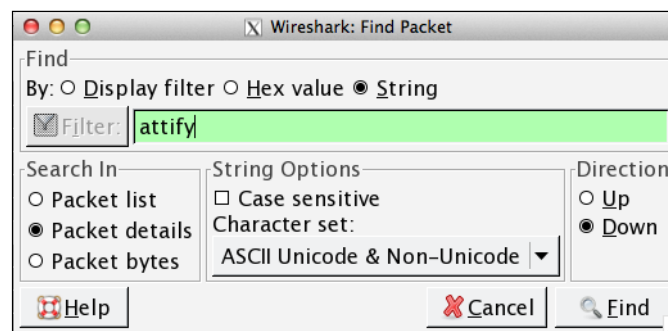 Wireshark: Find Packet
Find
By: Display filter Hex value String
Filter: attify
Search In
Packet list
Packet details
Packet bytes
String Options
Case sensitive
Character set:
ASCII Unicode & Non-Unicode
Direction
Up
Down
Help
Cancel
Find